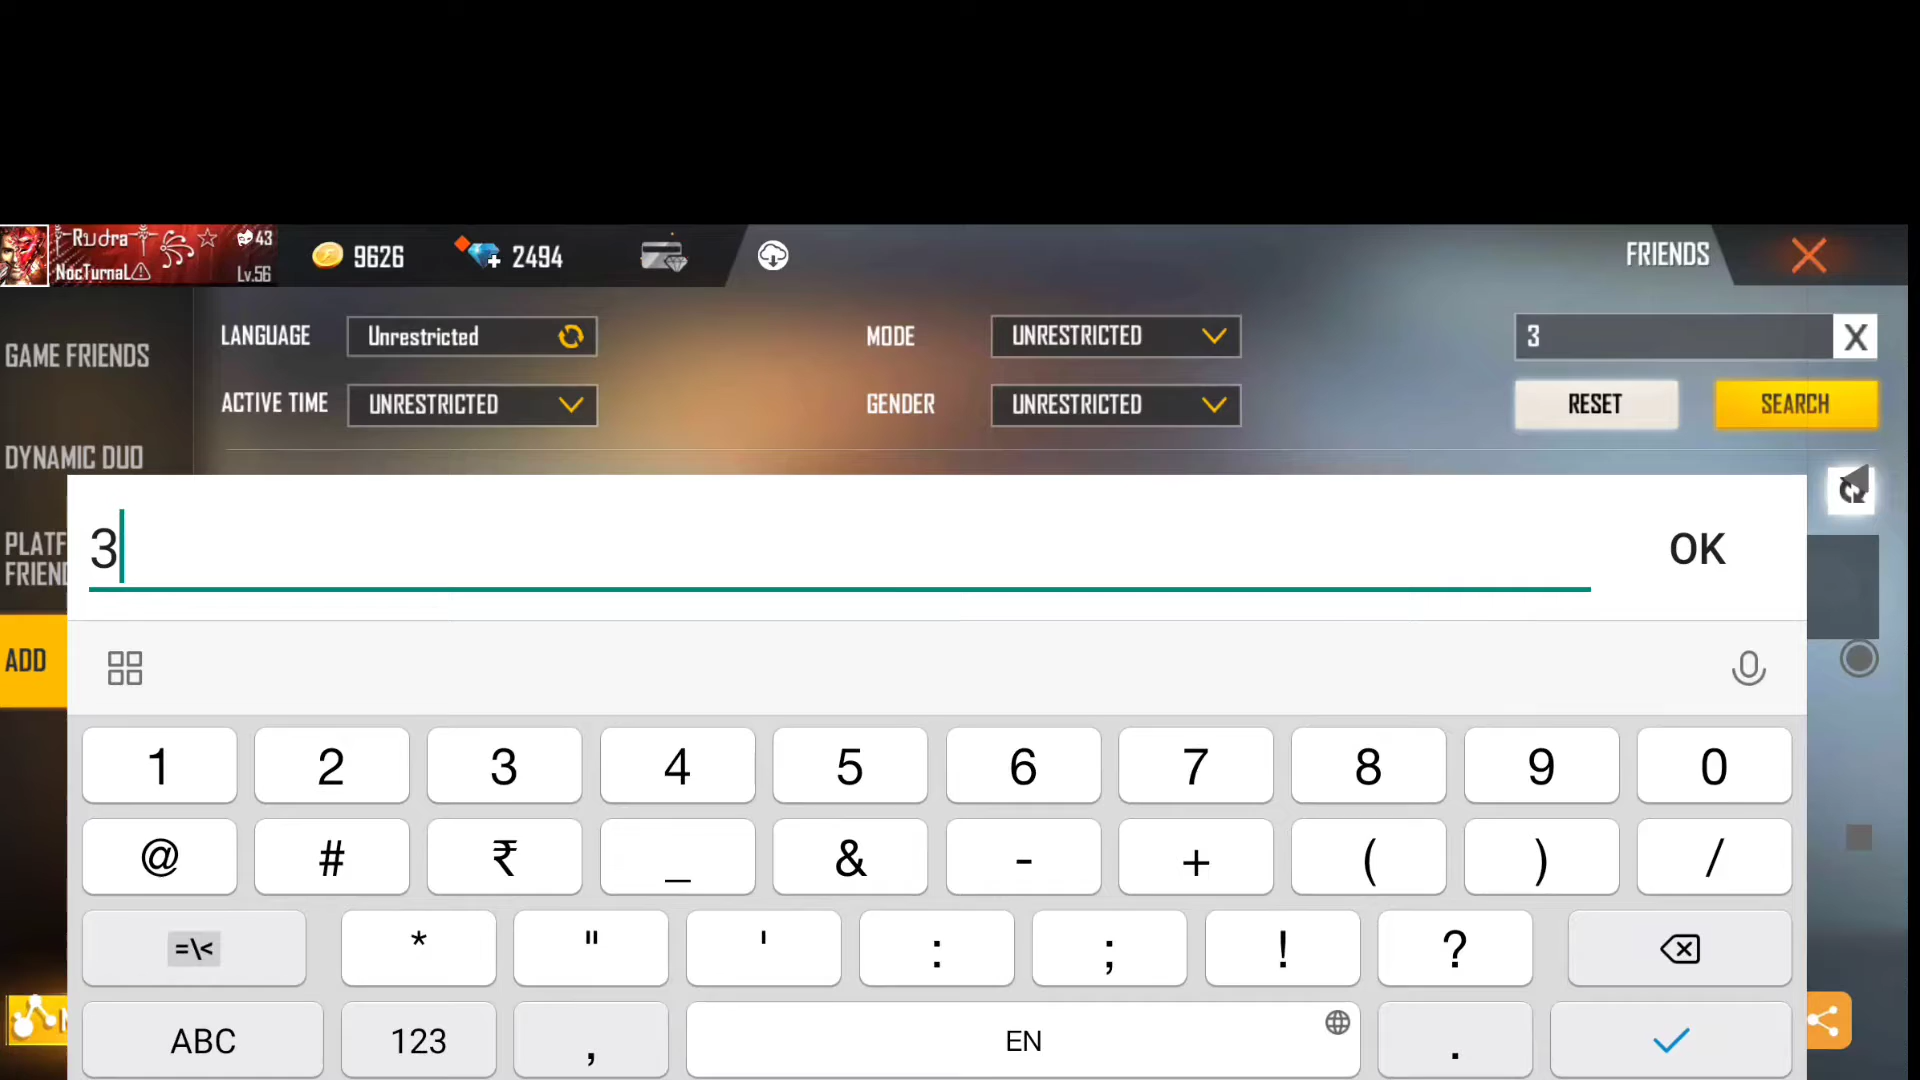 Rudra
NocTurnaL
43
Lv.56
9626
2494
FRIENDS
LANGUAGE
Unrestricted
MODE
UNRESTRICTED
3
X
ACTIVE TIME
UNRESTRICTED
GENDER
UNRESTRICTED
RESET
SEARCH
GAME FRIENDS
DYNAMIC DUO
PLATF
FRIEND
ADD
3
OK
1 2 3 4 5 6 7 8 9 0
@ # ₹ _ & - + ( ) /
=\< * " ' : ; ! ?
ABC 123 , EN .